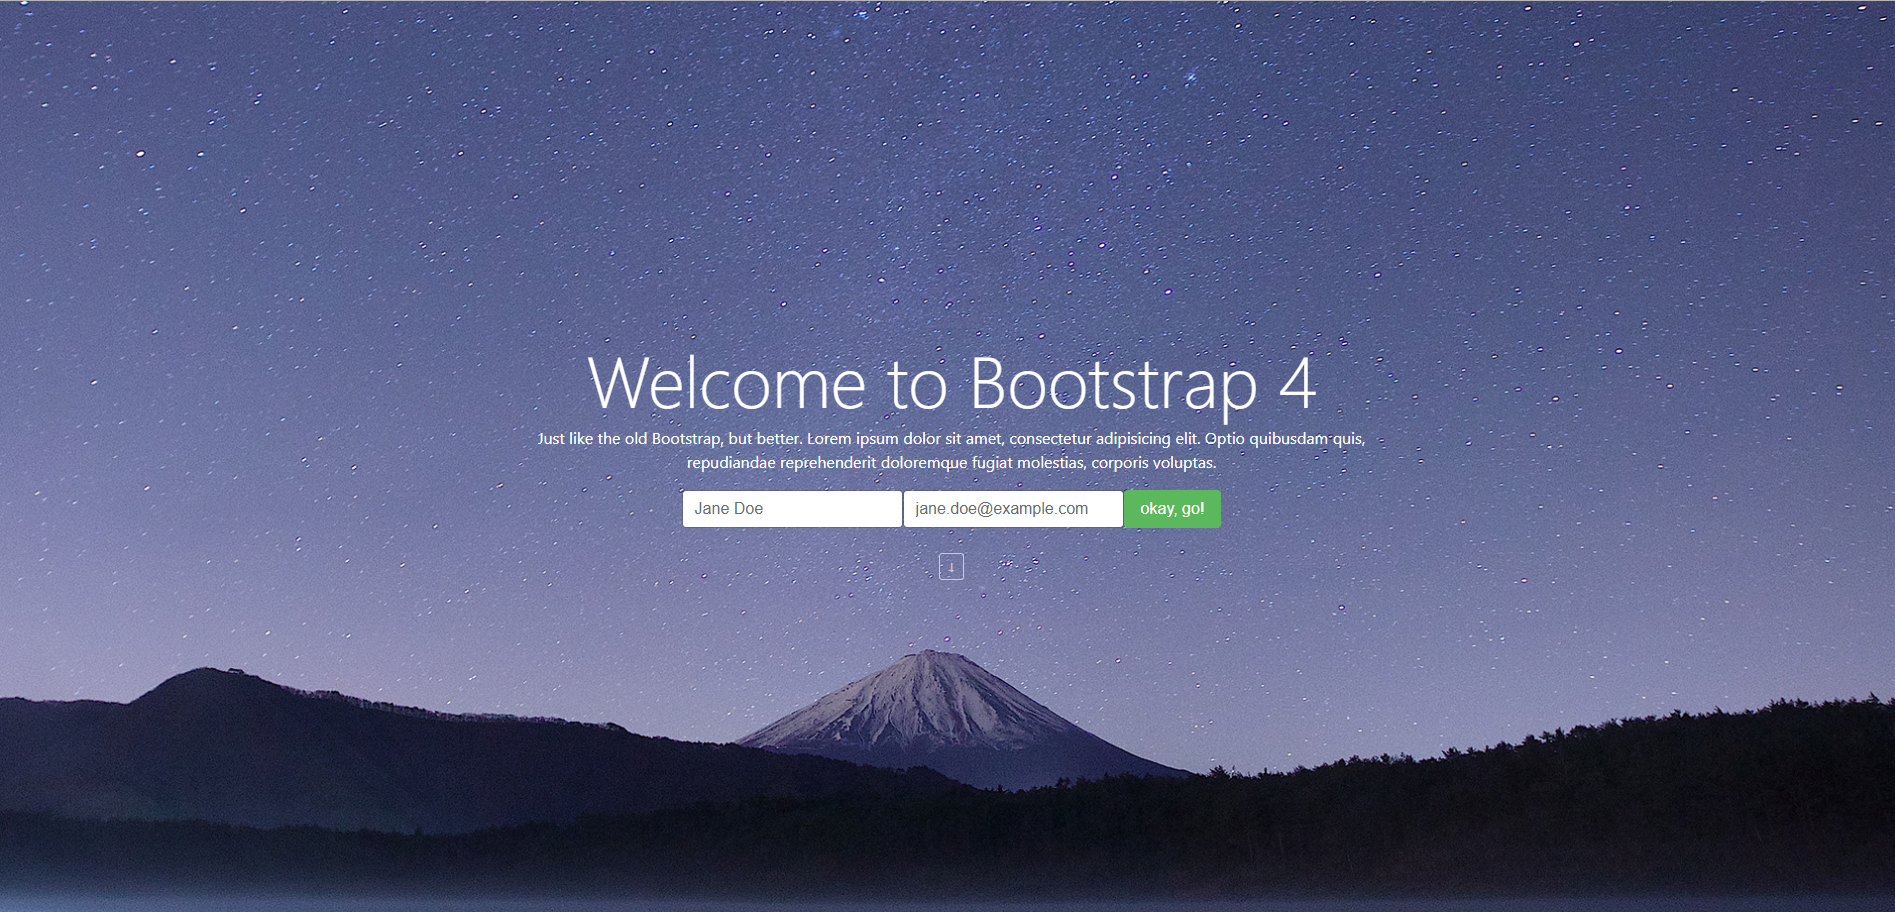 Welcome to Bootstrap 4
Just like the old Bootstrap, but better. Lorem ipsum dolor sit amet, consectetur adipisicing elit. Optio quibusdam quis,
repudiandae reprehenderit doloremque fugiat molestias, corporis voluptas.
Jane Doe jane.doe@example.com okay, go!
↓